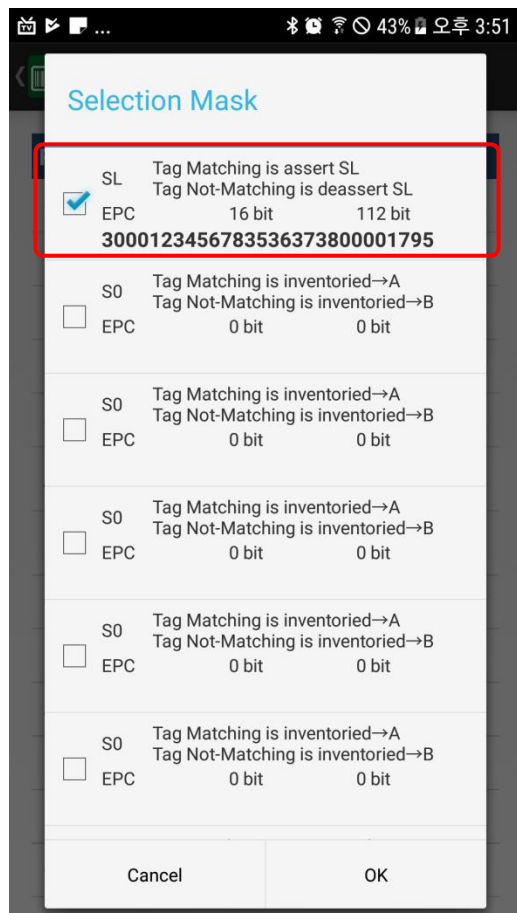 ... 43% 오후 3:51
Selection Mask
SL Tag Matching is assert SL
Tag Not-Matching is deassert SL
EPC 16 bit 112 bit
3000123456783536373800001795
S0 Tag Matching is inventoried→A
Tag Not-Matching is inventoried→B
EPC 0 bit 0 bit
S0 Tag Matching is inventoried→A
Tag Not-Matching is inventoried→B
EPC 0 bit 0 bit
S0 Tag Matching is inventoried→A
Tag Not-Matching is inventoried→B
EPC 0 bit 0 bit
S0 Tag Matching is inventoried→A
Tag Not-Matching is inventoried→B
EPC 0 bit 0 bit
S0 Tag Matching is inventoried→A
Tag Not-Matching is inventoried→B
EPC 0 bit 0 bit
Cancel OK